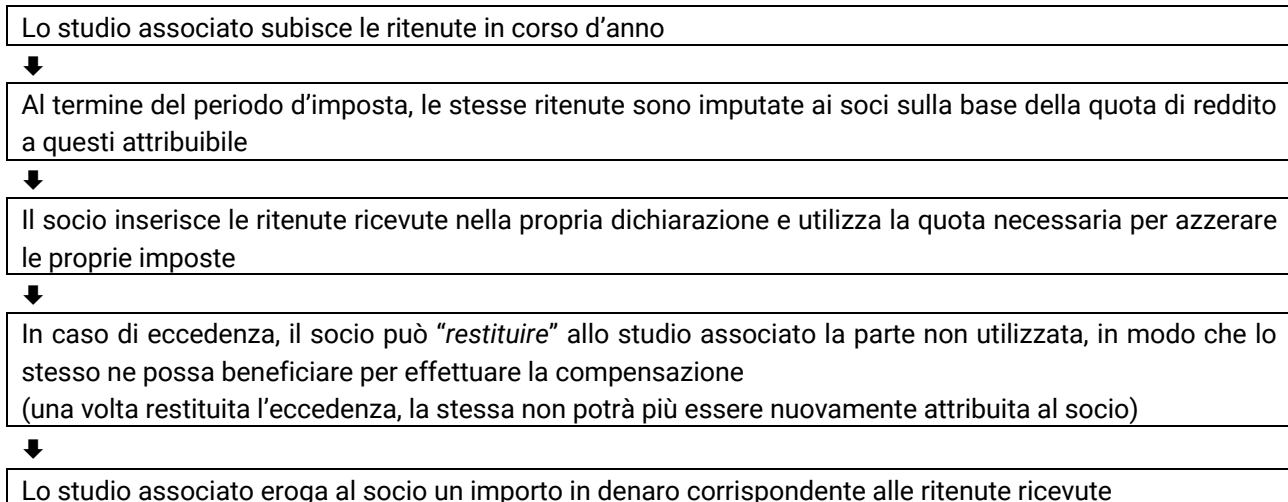 Lo studio associato subisce le ritenute in corso d’anno
🡇
Al termine del periodo d’imposta, le stesse ritenute sono imputate ai soci sulla base della quota di reddito
a questi attribuibile
🡇
Il socio inserisce le ritenute ricevute nella propria dichiarazione e utilizza la quota necessaria per azzerare
le proprie imposte
🡇
In caso di eccedenza, il socio può “restituire” allo studio associato la parte non utilizzata, in modo che lo
stesso ne possa beneficiare per effettuare la compensazione
(una volta restituita l’eccedenza, la stessa non potrà più essere nuovamente attribuita al socio)
🡇
Lo studio associato eroga al socio un importo in denaro corrispondente alle ritenute ricevute